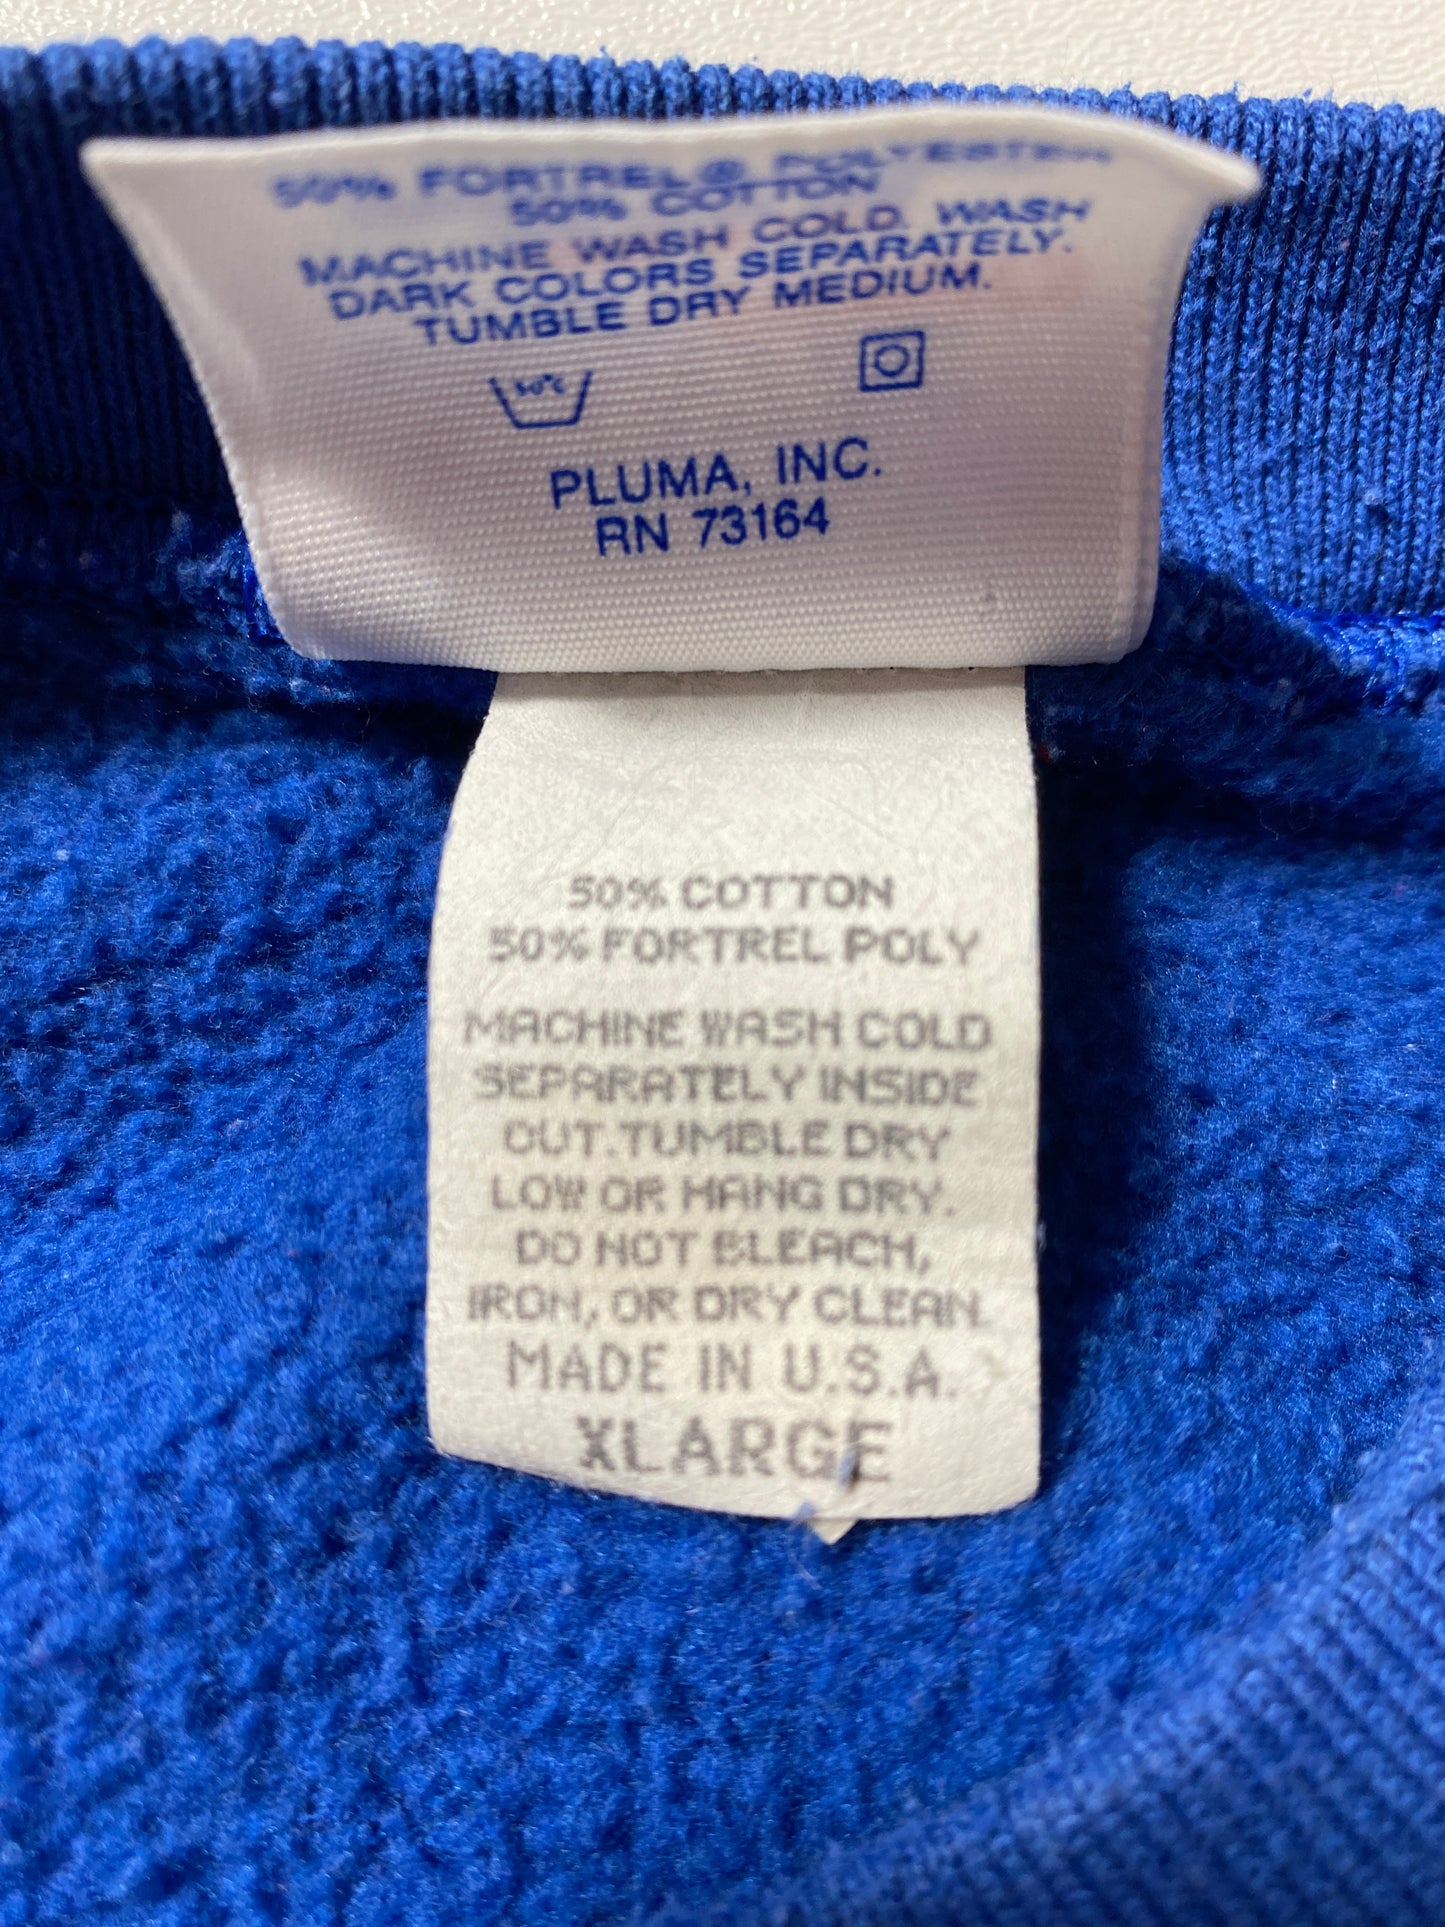 50% FORTREL® POLYESTER
50% COTTON
MACHINE WASH COLD. WASH
DARK COLORS SEPARATELY.
TUMBLE DRY MEDIUM.
30°C
PLUMA, INC.
RN 73164
50% COTTON
50% FORTREL POLY
MACHINE WASH COLD
SEPARATELY INSIDE
OUT. TUMBLE DRY
LOW OR HANG DRY.
DO NOT BLEACH,
IRON, OR DRY CLEAN.
MADE IN U.S.A.
XLARGE